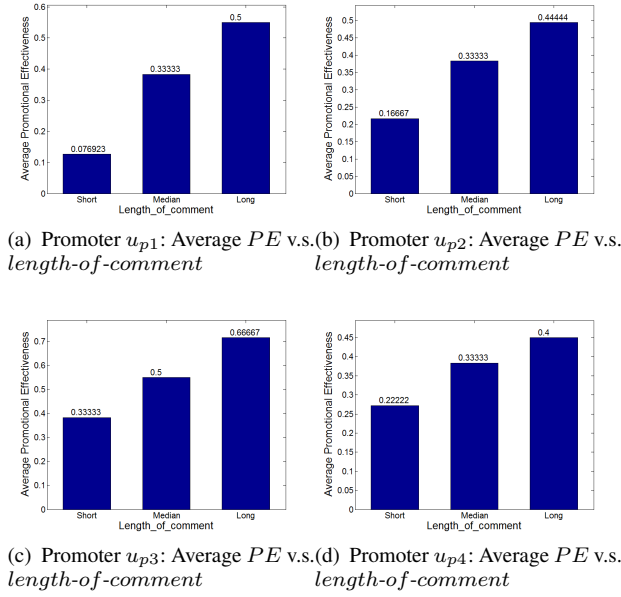 0.6
0.5
0.4
0.3
0.2
0.1
0
Average Promotional Effectiveness
0.076923
0.33333
0.5
Short Median Long
Length_of_comment
0.5
0.45
0.4
0.35
0.3
0.25
0.2
0.15
0.1
0.05
0
Average Promotional Effectiveness
0.16667
0.33333
0.44444
Short Median Long
Length_of_comment
(a) Promoter u_{p1}: Average PE v.s.
length-of-comment
(b) Promoter u_{p2}: Average PE v.s.
length-of-comment
0.7
0.6
0.5
0.4
0.3
0.2
0.1
0
Average Promotional Effectiveness
0.33333
0.5
0.66667
Short Median Long
Length_of_comment
0.45
0.4
0.35
0.3
0.25
0.2
0.15
0.1
0.05
0
Average Promotional Effectiveness
0.22222
0.33333
0.4
Short Median Long
Length_of_comment
(c) Promoter u_{p3}: Average PE v.s.
length-of-comment
(d) Promoter u_{p4}: Average PE v.s.
length-of-comment